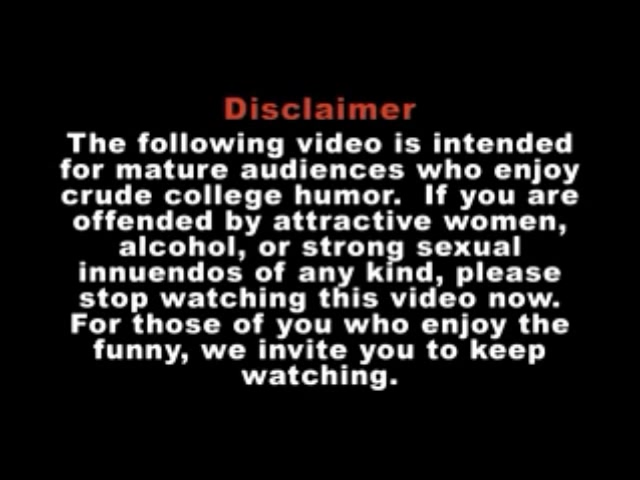 Disclaimer
The following video is intended
for mature audiences who enjoy
crude college humor.  If you are
offended by attractive women,
alcohol, or strong sexual
innuendos of any kind, please
stop watching this video now.
For those of you who enjoy the
funny, we invite you to keep
watching.